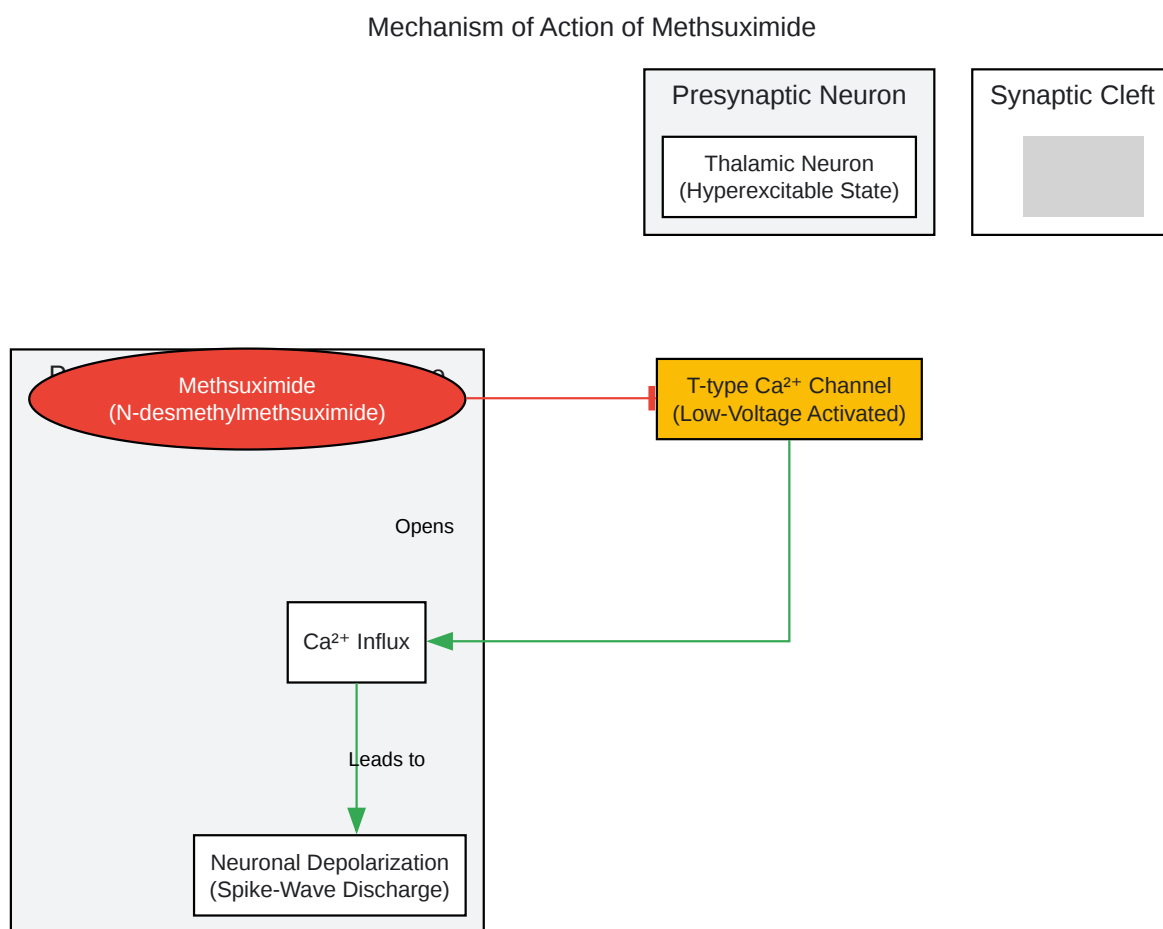 Mechanism of Action of Methsuximide
Presynaptic Neuron
Synaptic Cleft
Thalamic Neuron
(Hyperexcitable State)
Methsuximide
(N-desmethylmethsuximide)
T-type Ca²⁺ Channel
(Low-Voltage Activated)
Opens
Ca²⁺ Influx
Leads to
Neuronal Depolarization
(Spike-Wave Discharge)